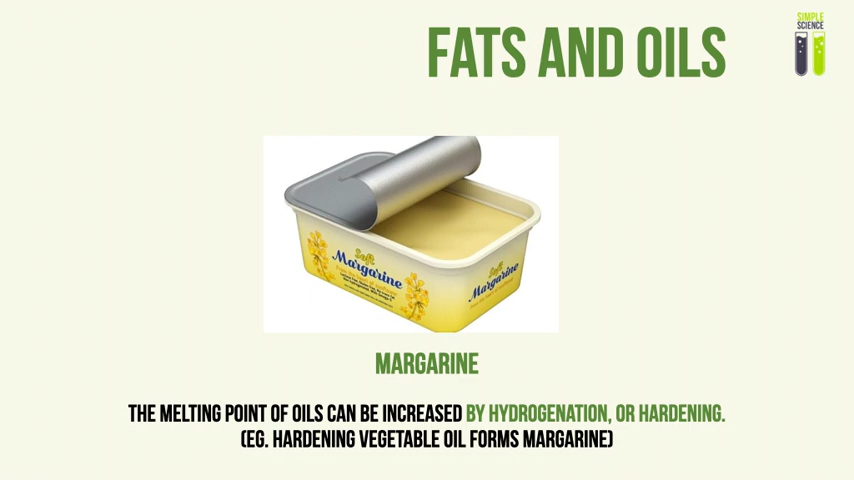 FATS AND OILS
SIMPLE
SCIENCE
Soft
Margarine
Soft
Margarine
MARGARINE
THE MELTING POINT OF OILS CAN BE INCREASED BY HYDROGENATION, OR HARDENING.
(EG. HARDENING VEGETABLE OIL FORMS MARGARINE)